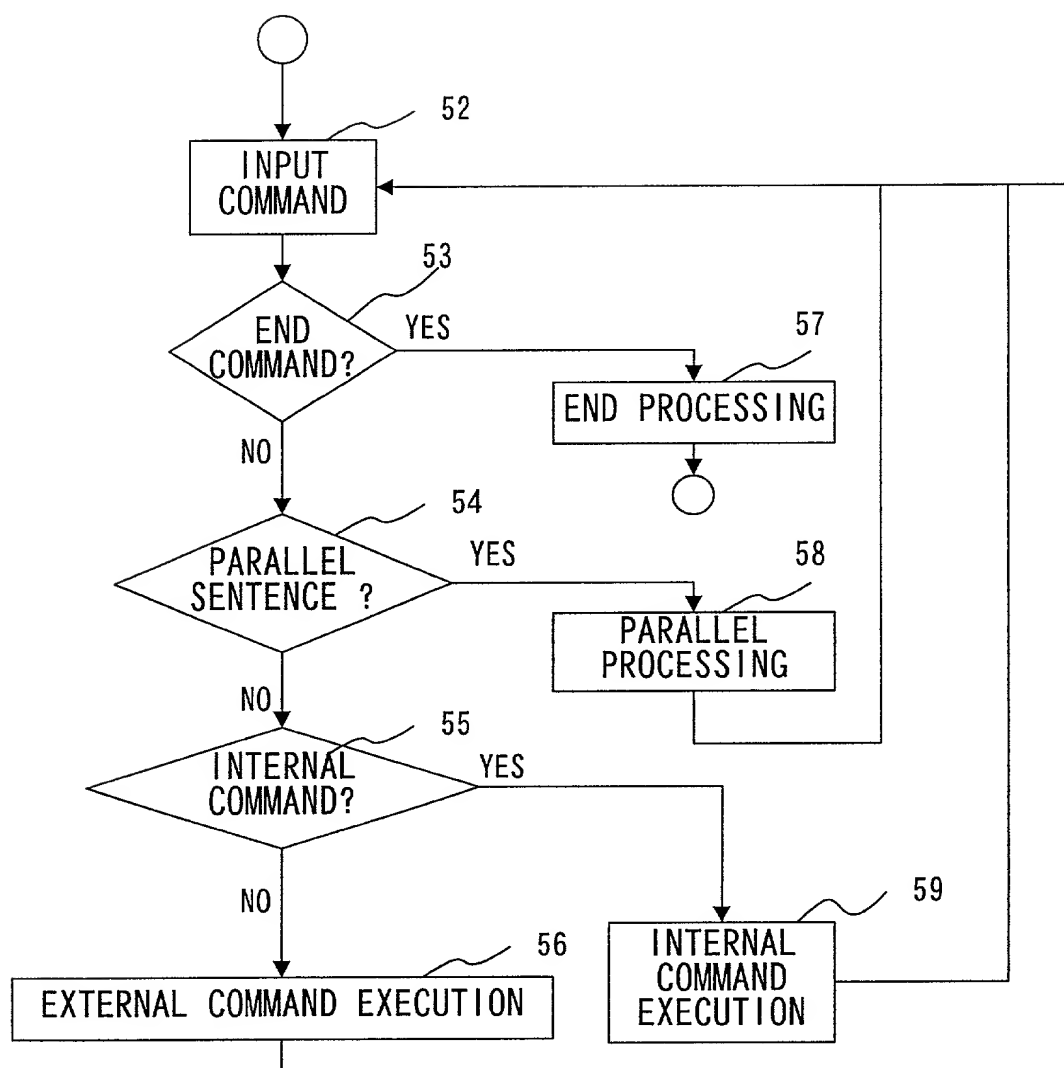 52
INPUT
COMMAND
53
END
COMMAND?
YES
57
END PROCESSING
NO
54
PARALLEL
SENTENCE ?
YES
58
PARALLEL
PROCESSING
NO
55
INTERNAL
COMMAND?
YES
59
INTERNAL
COMMAND
EXECUTION
NO
56
EXTERNAL COMMAND EXECUTION